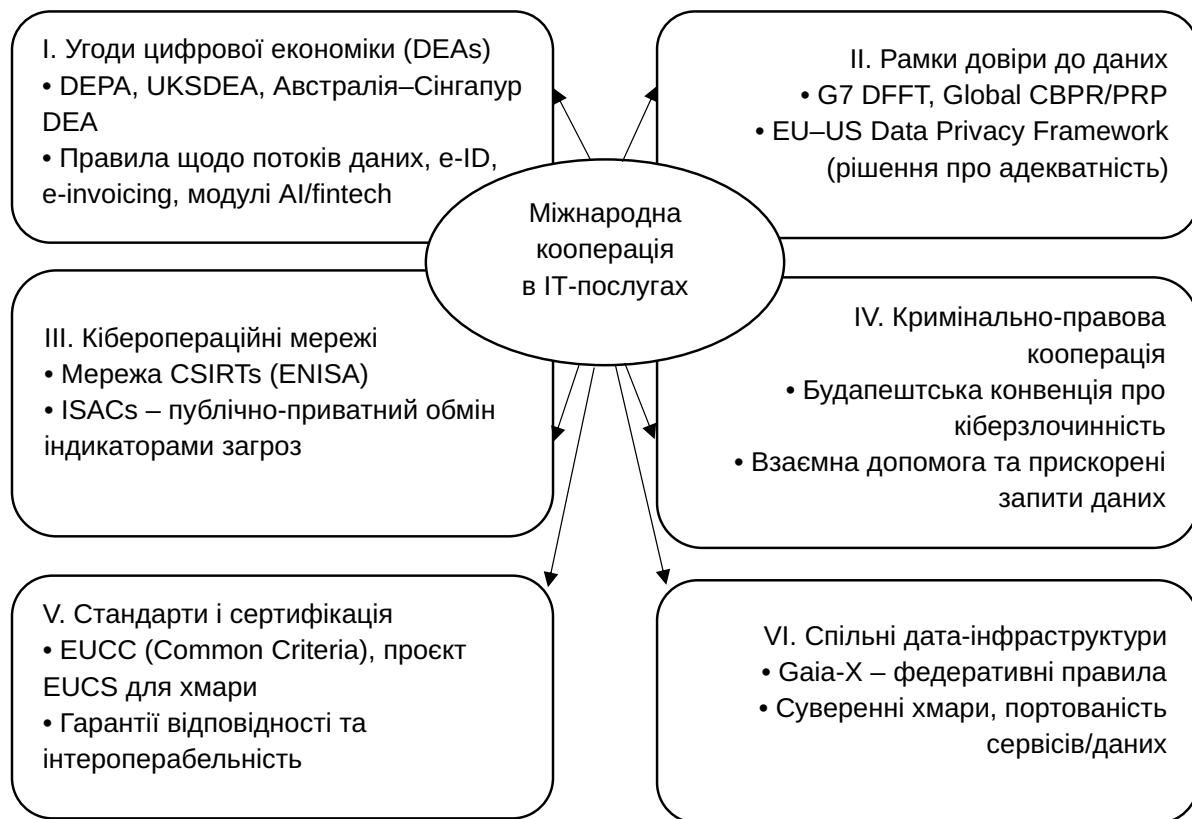 I. Угоди цифрової економіки (DEAs)
• DEPA, UKSDEA, Австралія–Сінгапур
DEA
• Правила щодо потоків даних, e-ID,
e-invoicing, модулі AI/fintech
II. Рамки довіри до даних
• G7 DFFT, Global CBPR/PRP
• EU–US Data Privacy Framework
(рішення про адекватність)
Міжнародна
кооперація
в ІТ-послугах
III. Кіберопераційні мережі
• Мережа CSIRTs (ENISA)
• ISACs – публічно-приватний обмін
індикаторами загроз
IV. Кримінально-правова
кооперація
• Будапештська конвенція про
кіберзлочинність
• Взаємна допомога та прискорені
запити даних
V. Стандарти і сертифікація
• EUCC (Common Criteria), проєкт
EUCS для хмари
• Гарантії відповідності та
інтероперабельність
VI. Спільні дата-інфраструктури
• Gaia-X – федеративні правила
• Суверенні хмари, портованість
сервісів/даних